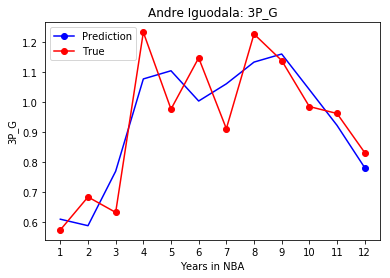 Andre Iguodala: 3P_G
Prediction
True
3P_G
1.2
1.1
1.0
0.9
0.8
0.7
0.6
1 2 3 4 5 6 7 8 9 10 11 12
Years in NBA